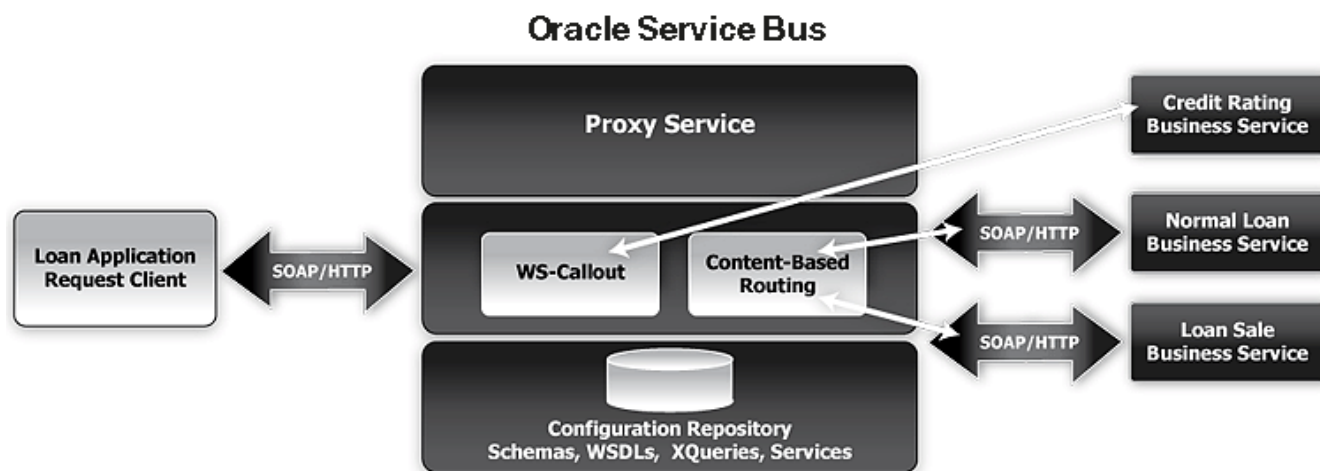 Oracle Service Bus
Proxy Service
Credit Rating
Business Service
Loan Application
Request Client
SOAP/HTTP
WS-Callout
Content-Based
Routing
SOAP/HTTP
Normal Loan
Business Service
SOAP/HTTP
Loan Sale
Business Service
Configuration Repository
Schemas, WSDLs, XQueries, Services